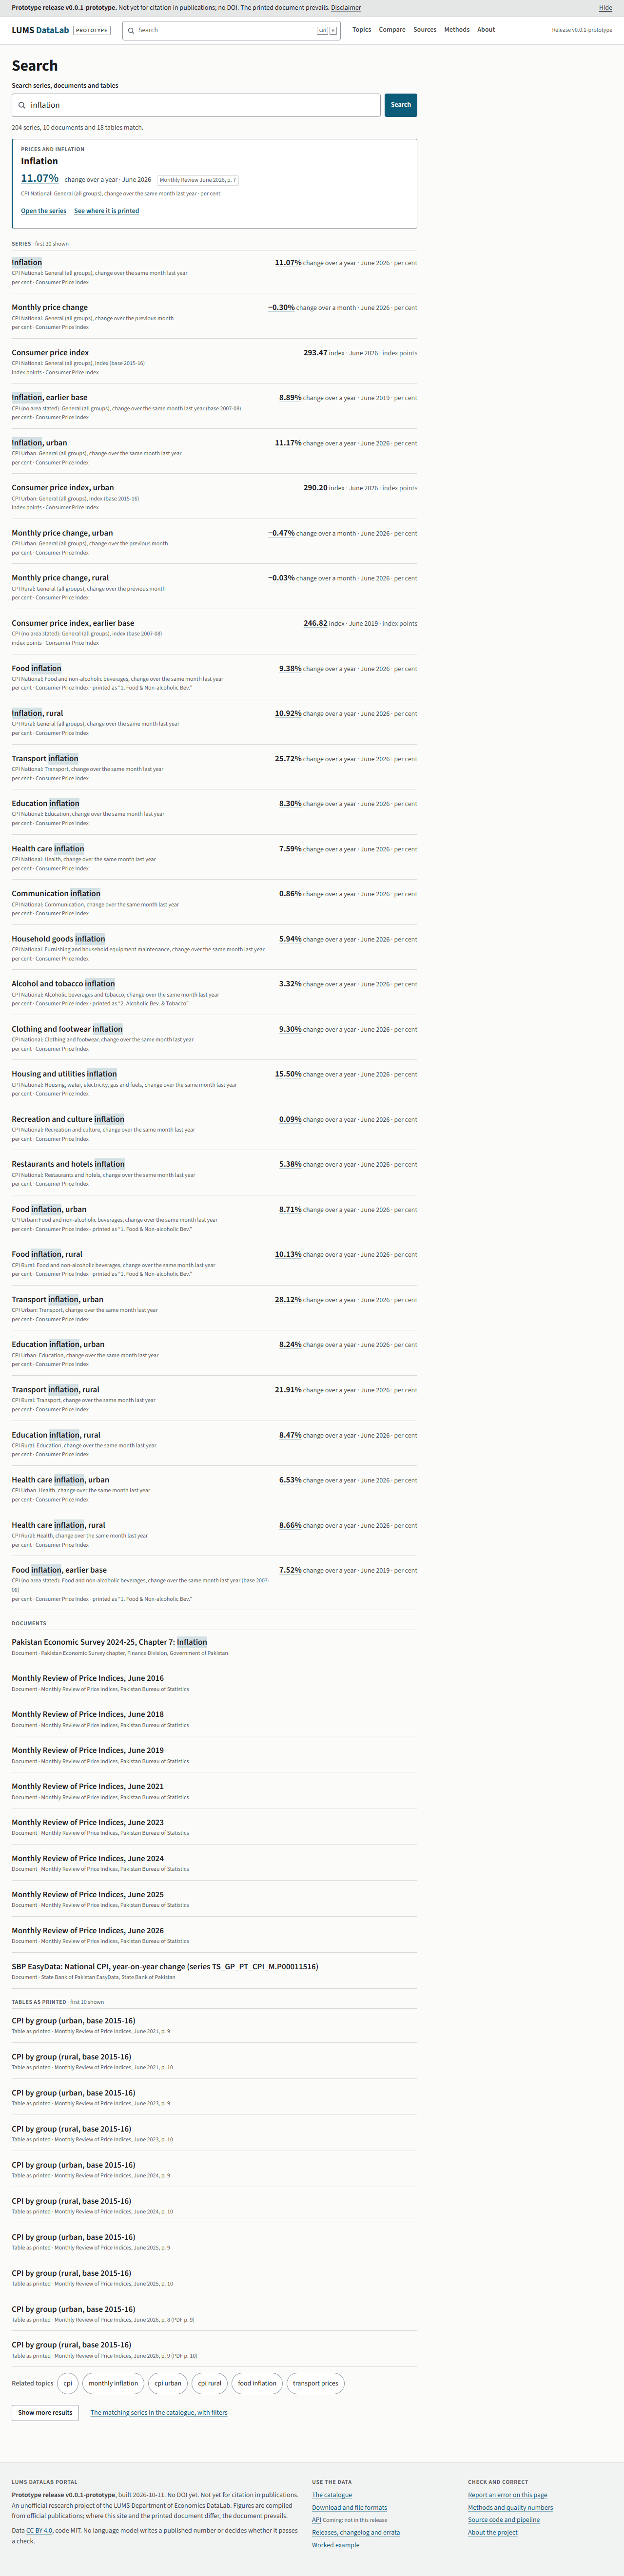 Prototype release v0.0.1-prototype. Not yet for citation in publications; no DOI. The printed document prevails. Disclaimer
Hide
LUMS DataLab PROTOTYPE
Search
Ctrl K
Topics Compare Sources Methods About
Release v0.0.1-prototype
Search
Search series, documents and tables
inflation
Search
204 series, 10 documents and 18 tables match.
PRICES AND INFLATION
Inflation
11.07% change over a year · June 2026 Monthly Review June 2026, p. 7
CPI National: General (all groups), change over the same month last year · per cent
Open the series See where it is printed
SERIES · first 30 shown
Inflation 11.07% change over a year · June 2026 · per cent
CPI National: General (all groups), change over the same month last year
per cent · Consumer Price Index
Monthly price change −0.30% change over a month · June 2026 · per cent
CPI National: General (all groups), change over the previous month
per cent · Consumer Price Index
Consumer price index 293.47 index · June 2026 · index points
CPI National: General (all groups), index (base 2015-16)
index points · Consumer Price Index
Inflation, earlier base 8.89% change over a year · June 2019 · per cent
CPI (no area stated): General (all groups), change over the same month last year (base 2007-08)
per cent · Consumer Price Index
Inflation, urban 11.17% change over a year · June 2026 · per cent
CPI Urban: General (all groups), change over the same month last year
per cent · Consumer Price Index
Consumer price index, urban 290.20 index · June 2026 · index points
CPI Urban: General (all groups), index (base 2015-16)
index points · Consumer Price Index
Monthly price change, urban −0.47% change over a month · June 2026 · per cent
CPI Urban: General (all groups), change over the previous month
per cent · Consumer Price Index
Monthly price change, rural −0.03% change over a month · June 2026 · per cent
CPI Rural: General (all groups), change over the previous month
per cent · Consumer Price Index
Consumer price index, earlier base 246.82 index · June 2019 · index points
CPI (no area stated): General (all groups), index (base 2007-08)
index points · Consumer Price Index
Food inflation 9.38% change over a year · June 2026 · per cent
CPI National: Food and non-alcoholic beverages, change over the same month last year
per cent · Consumer Price Index · printed as “1. Food & Non-alcoholic Bev.”
Inflation, rural 10.92% change over a year · June 2026 · per cent
CPI Rural: General (all groups), change over the same month last year
per cent · Consumer Price Index
Transport inflation 25.72% change over a year · June 2026 · per cent
CPI National: Transport, change over the same month last year
per cent · Consumer Price Index
Education inflation 8.30% change over a year · June 2026 · per cent
CPI National: Education, change over the same month last year
per cent · Consumer Price Index
Health care inflation 7.59% change over a year · June 2026 · per cent
CPI National: Health, change over the same month last year
per cent · Consumer Price Index
Communication inflation 0.86% change over a year · June 2026 · per cent
CPI National: Communication, change over the same month last year
per cent · Consumer Price Index
Household goods inflation 5.94% change over a year · June 2026 · per cent
CPI National: Furnishing and household equipment maintenance, change over the same month last year
per cent · Consumer Price Index
Alcohol and tobacco inflation 3.32% change over a year · June 2026 · per cent
CPI National: Alcoholic beverages and tobacco, change over the same month last year
per cent · Consumer Price Index · printed as “2. Alcoholic Bev. & Tobacco”
Clothing and footwear inflation 9.30% change over a year · June 2026 · per cent
CPI National: Clothing and footwear, change over the same month last year
per cent · Consumer Price Index
Housing and utilities inflation 15.50% change over a year · June 2026 · per cent
CPI National: Housing, water, electricity, gas and fuels, change over the same month last year
per cent · Consumer Price Index
Recreation and culture inflation 0.09% change over a year · June 2026 · per cent
CPI National: Recreation and culture, change over the same month last year
per cent · Consumer Price Index
Restaurants and hotels inflation 5.38% change over a year · June 2026 · per cent
CPI National: Restaurants and hotels, change over the same month last year
per cent · Consumer Price Index
Food inflation, urban 8.71% change over a year · June 2026 · per cent
CPI Urban: Food and non-alcoholic beverages, change over the same month last year
per cent · Consumer Price Index · printed as “1. Food & Non-alcoholic Bev.”
Food inflation, rural 10.13% change over a year · June 2026 · per cent
CPI Rural: Food and non-alcoholic beverages, change over the same month last year
per cent · Consumer Price Index · printed as “1. Food & Non-alcoholic Bev.”
Transport inflation, urban 28.12% change over a year · June 2026 · per cent
CPI Urban: Transport, change over the same month last year
per cent · Consumer Price Index
Education inflation, urban 8.24% change over a year · June 2026 · per cent
CPI Urban: Education, change over the same month last year
per cent · Consumer Price Index
Transport inflation, rural 21.91% change over a year · June 2026 · per cent
CPI Rural: Transport, change over the same month last year
per cent · Consumer Price Index
Education inflation, rural 8.47% change over a year · June 2026 · per cent
CPI Rural: Education, change over the same month last year
per cent · Consumer Price Index
Health care inflation, urban 6.53% change over a year · June 2026 · per cent
CPI Urban: Health, change over the same month last year
per cent · Consumer Price Index
Health care inflation, rural 8.66% change over a year · June 2026 · per cent
CPI Rural: Health, change over the same month last year
per cent · Consumer Price Index
Food inflation, earlier base 7.52% change over a year · June 2019 · per cent
CPI (no area stated): Food and non-alcoholic beverages, change over the same month last year (base 2007-
08)
per cent · Consumer Price Index · printed as “1. Food & Non-alcoholic Bev.”
DOCUMENTS
Pakistan Economic Survey 2024-25, Chapter 7: Inflation
Document · Pakistan Economic Survey chapter, Finance Division, Government of Pakistan
Monthly Review of Price Indices, June 2016
Document · Monthly Review of Price Indices, Pakistan Bureau of Statistics
Monthly Review of Price Indices, June 2018
Document · Monthly Review of Price Indices, Pakistan Bureau of Statistics
Monthly Review of Price Indices, June 2019
Document · Monthly Review of Price Indices, Pakistan Bureau of Statistics
Monthly Review of Price Indices, June 2021
Document · Monthly Review of Price Indices, Pakistan Bureau of Statistics
Monthly Review of Price Indices, June 2023
Document · Monthly Review of Price Indices, Pakistan Bureau of Statistics
Monthly Review of Price Indices, June 2024
Document · Monthly Review of Price Indices, Pakistan Bureau of Statistics
Monthly Review of Price Indices, June 2025
Document · Monthly Review of Price Indices, Pakistan Bureau of Statistics
Monthly Review of Price Indices, June 2026
Document · Monthly Review of Price Indices, Pakistan Bureau of Statistics
SBP EasyData: National CPI, year-on-year change (series TS_GP_PT_CPI_M.P00011516)
Document · State Bank of Pakistan EasyData, State Bank of Pakistan
TABLES AS PRINTED · first 10 shown
CPI by group (urban, base 2015-16)
Table as printed · Monthly Review of Price Indices, June 2021, p. 9
CPI by group (rural, base 2015-16)
Table as printed · Monthly Review of Price Indices, June 2021, p. 10
CPI by group (urban, base 2015-16)
Table as printed · Monthly Review of Price Indices, June 2023, p. 9
CPI by group (rural, base 2015-16)
Table as printed · Monthly Review of Price Indices, June 2023, p. 10
CPI by group (urban, base 2015-16)
Table as printed · Monthly Review of Price Indices, June 2024, p. 9
CPI by group (rural, base 2015-16)
Table as printed · Monthly Review of Price Indices, June 2024, p. 10
CPI by group (urban, base 2015-16)
Table as printed · Monthly Review of Price Indices, June 2025, p. 9
CPI by group (rural, base 2015-16)
Table as printed · Monthly Review of Price Indices, June 2025, p. 10
CPI by group (urban, base 2015-16)
Table as printed · Monthly Review of Price Indices, June 2026, p. 8 (PDF p. 9)
CPI by group (rural, base 2015-16)
Table as printed · Monthly Review of Price Indices, June 2026, p. 9 (PDF p. 10)
Related topics cpi monthly inflation cpi urban cpi rural food inflation transport prices
Show more results The matching series in the catalogue, with filters
LUMS DATALAB PORTAL
Prototype release v0.0.1-prototype, built 2026-10-11. No DOI yet. Not yet for citation in publications.
An unofficial research project of the LUMS Department of Economics DataLab. Figures are compiled
from official publications; where this site and the printed document differ, the document prevails.
Data CC BY 4.0, code MIT. No language model writes a published number or decides whether it passes
a check.
USE THE DATA
The catalogue
Download and file formats
API Coming: not in this release
Releases, changelog and errata
Worked example
CHECK AND CORRECT
Report an error on this page
Methods and quality numbers
Source code and pipeline
About the project